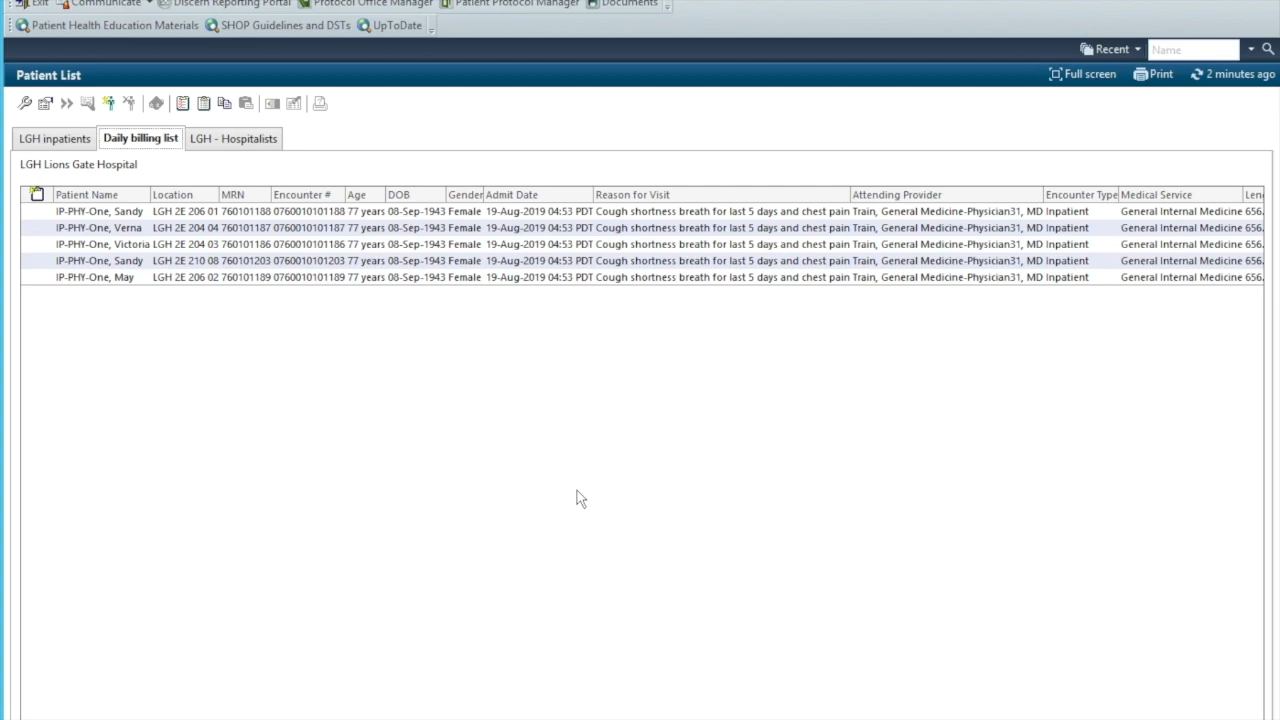 Exit Communicate Discern Reporting Portal Protocol Office Manager Patient Protocol Manager Documents
Patient Health Education Materials SHOP Guidelines and DSTs UpToDate
Recent Name
Patient List Full screen Print 2 minutes ago
LGH inpatients Daily billing list LGH - Hospitalists
LGH Lions Gate Hospital
Patient Name Location MRN Encounter # Age DOB Gender Admit Date Reason for Visit Attending Provider Encounter Type Medical Service Len
IP-PHY-One, Sandy LGH 2E 206 01 760101188 0760010101188 77 years 08-Sep-1943 Female 19-Aug-2019 04:53 PDT Cough shortness breath for last 5 days and chest pain Train, General Medicine-Physician31, MD Inpatient General Internal Medicine 656.
IP-PHY-One, Verna LGH 2E 204 04 760101187 0760010101187 77 years 08-Sep-1943 Female 19-Aug-2019 04:53 PDT Cough shortness breath for last 5 days and chest pain Train, General Medicine-Physician31, MD Inpatient General Internal Medicine 656.
IP-PHY-One, Victoria LGH 2E 204 03 760101186 0760010101186 77 years 08-Sep-1943 Female 19-Aug-2019 04:53 PDT Cough shortness breath for last 5 days and chest pain Train, General Medicine-Physician31, MD Inpatient General Internal Medicine 656.
IP-PHY-One, Sandy LGH 2E 210 08 760101203 0760010101203 77 years 08-Sep-1943 Female 19-Aug-2019 04:53 PDT Cough shortness breath for last 5 days and chest pain Train, General Medicine-Physician31, MD Inpatient General Internal Medicine 656.
IP-PHY-One, May LGH 2E 206 02 760101189 0760010101189 77 years 08-Sep-1943 Female 19-Aug-2019 04:53 PDT Cough shortness breath for last 5 days and chest pain Train, General Medicine-Physician31, MD Inpatient General Internal Medicine 656.